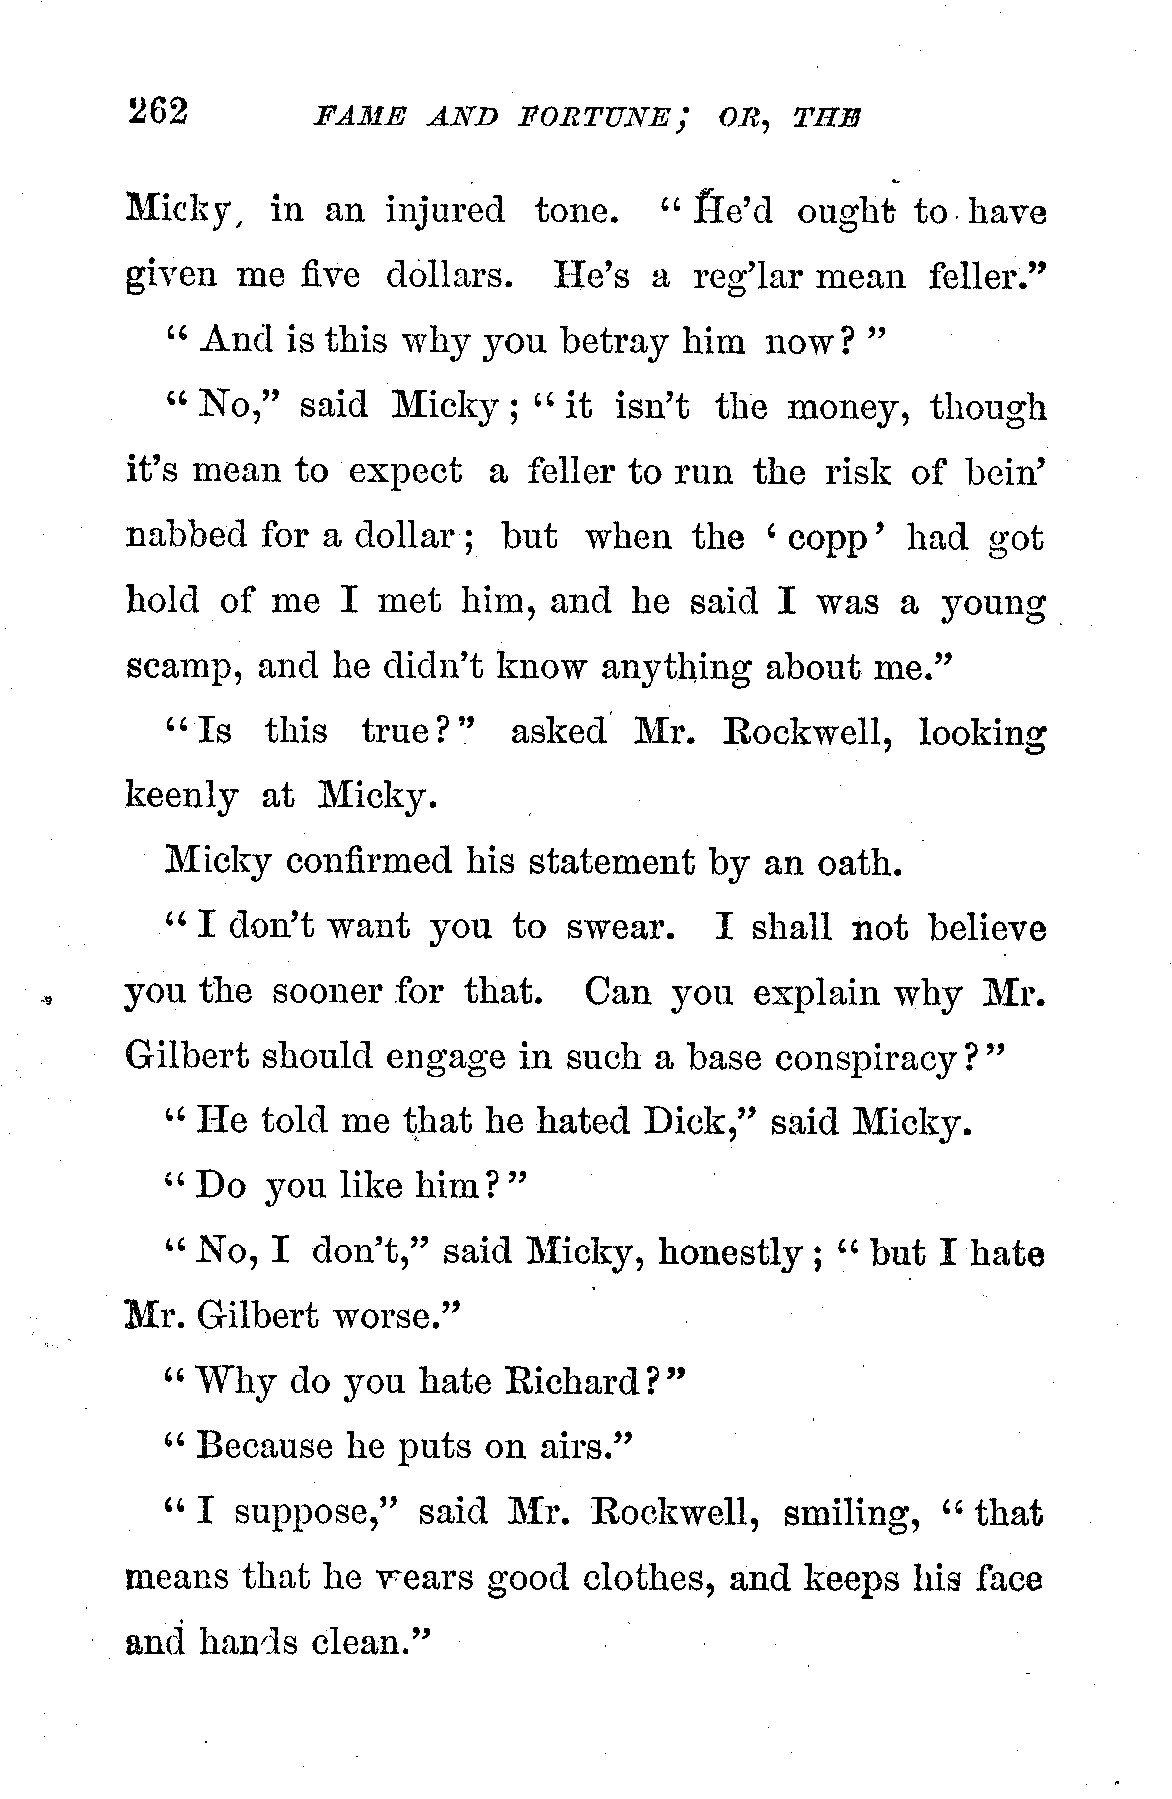 262 FAME AND FORTUNE; OR, THE
Micky, in an injured tone. “He’d ought to have
given me five dollars. He’s a reg’lar mean feller.”
“And is this why you betray him now?”
“No,” said Micky; “it isn’t the money, though
it’s mean to expect a feller to run the risk of bein’
nabbed for a dollar; but when the ‘copp’ had got
hold of me I met him, and he said I was a young
scamp, and he didn’t know anything about me.”
“Is this true?” asked Mr. Rockwell, looking
keenly at Micky.
Micky confirmed his statement by an oath.
“I don’t want you to swear. I shall not believe
you the sooner for that. Can you explain why Mr.
Gilbert should engage in such a base conspiracy?”
“He told me that he hated Dick,” said Micky.
“Do you like him?”
“No, I don’t,” said Micky, honestly; “but I hate
Mr. Gilbert worse.”
“Why do you hate Richard?”
“Because he puts on airs.”
“I suppose,” said Mr. Rockwell, smiling, “that
means that he wears good clothes, and keeps his face
and hands clean.”